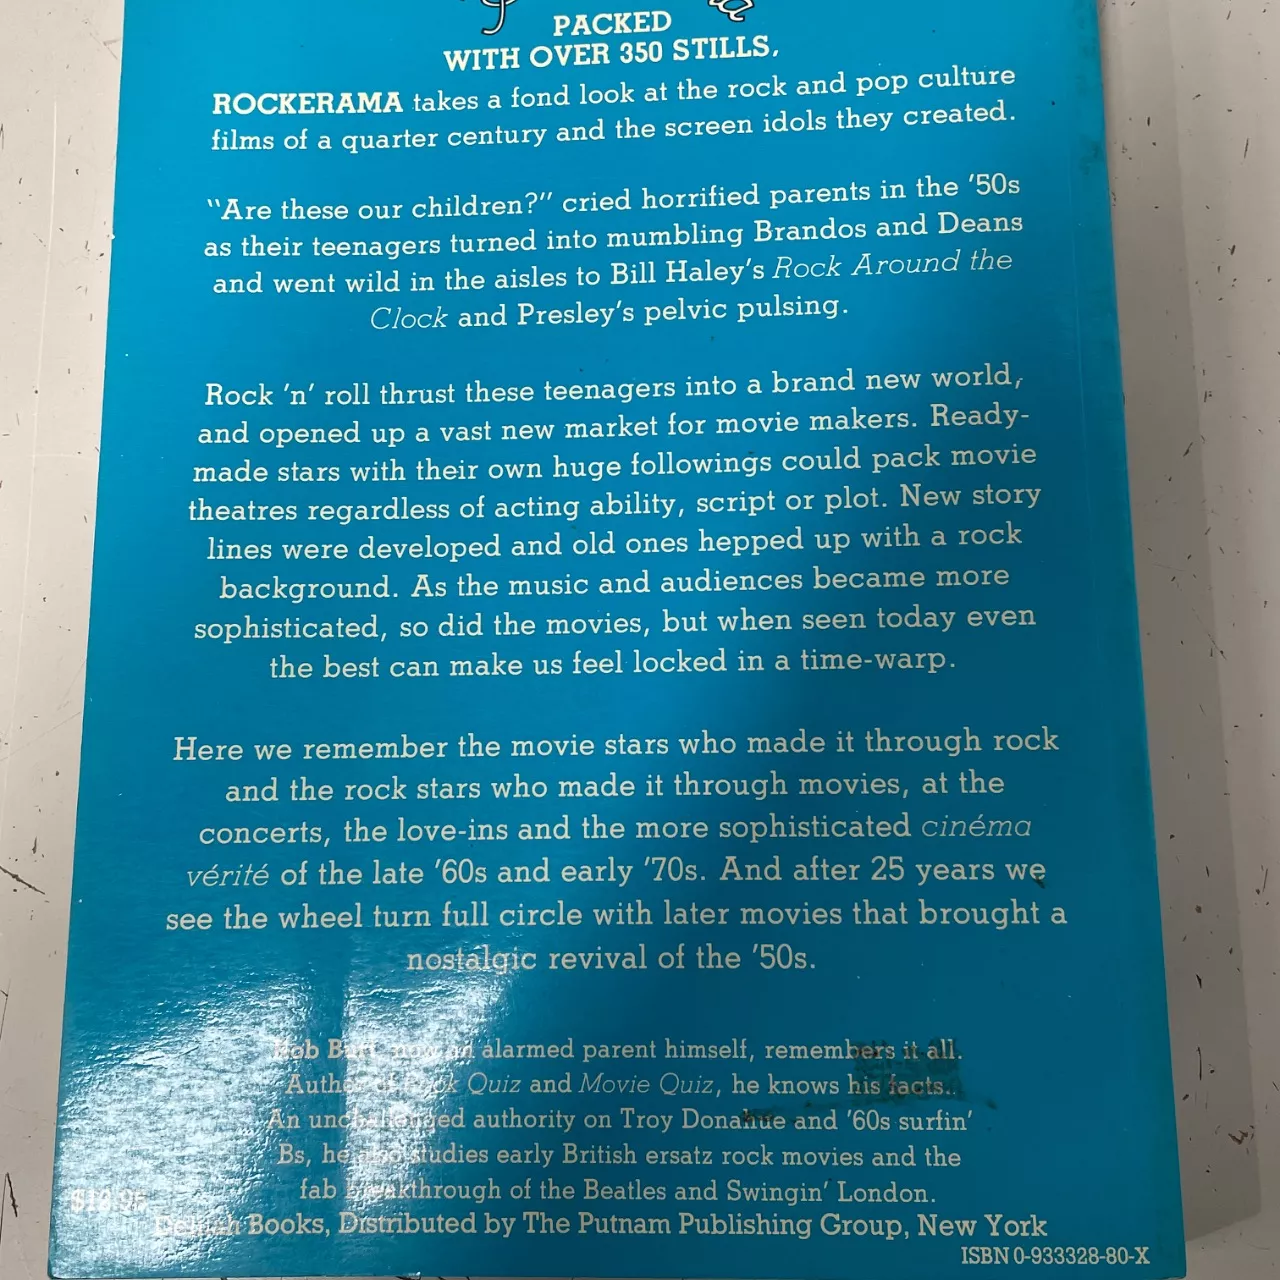 PACKED
WITH OVER 350 STILLS,
ROCKERAMA takes a fond look at the rock and pop culture
films of a quarter century and the screen idols they created.
"Are these our children?" cried horrified parents in the '50s
as their teenagers turned into mumbling Brandos and Deans
and went wild in the aisles to Bill Haley's Rock Around the
Clock and Presley's pelvic pulsing.
Rock 'n' roll thrust these teenagers into a brand new world,
and opened up a vast new market for movie makers. Ready-
made stars with their own huge followings could pack movie
theatres regardless of acting ability, script or plot. New story
lines were developed and old ones hepped up with a rock
background. As the music and audiences became more
sophisticated, so did the movies, but when seen today even
the best can make us feel locked in a time-warp.
Here we remember the movie stars who made it through rock
and the rock stars who made it through movies, at the
concerts, the love-ins and the more sophisticated cinéma
vérité of the late '60s and early '70s. And after 25 years we
see the wheel turn full circle with later movies that brought a
nostalgic revival of the '50s.
Rob Burt, now an alarmed parent himself, remembers it all.
Author of Rock Quiz and Movie Quiz, he knows his facts..
An unchallenged authority on Troy Donahue and '60s surfin'
Bs, he also studies early British ersatz rock movies and the
fab breakthrough of the Beatles and Swingin' London.
Books, Distributed by The Putnam Publishing Group, New York
ISBN 0-933328-80-X